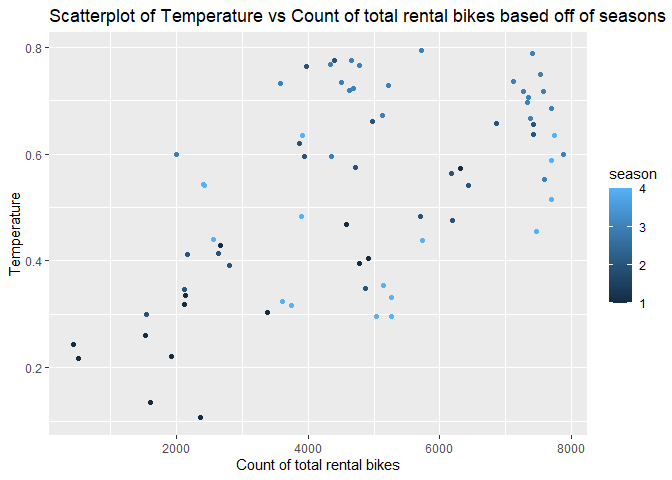 Scatterplot of Temperature vs Count of total rental bikes based off of seasons
0.8
0.6
0.4
0.2
Temperature
2000 4000 6000 8000
Count of total rental bikes
season
4
3
2
1